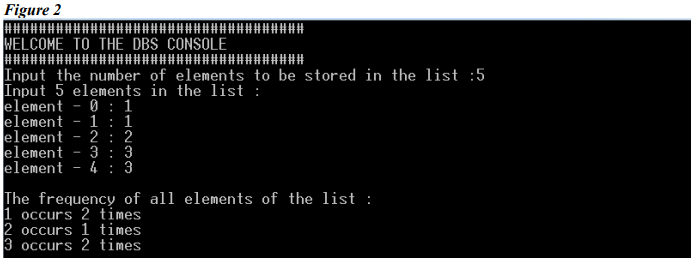 Figure 2
###################################
WELCOME TO THE DBS CONSOLE
###################################
Input the number of elements to be stored in the list :5
Input 5 elements in the list :
element - 0 : 1
element - 1 : 1
element - 2 : 2
element - 3 : 3
element - 4 : 3
The frequency of all elements of the list :
1 occurs 2 times
2 occurs 1 times
3 occurs 2 times